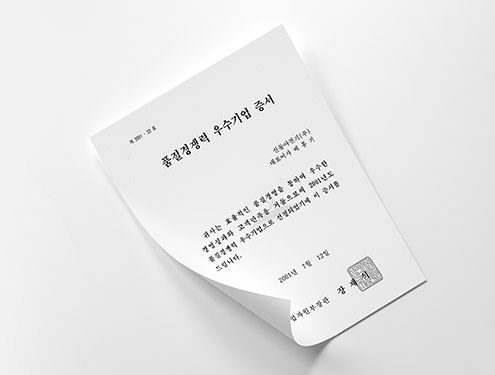 제 2001 - 22 호
품질경쟁력 우수기업 증서
신동아전기(주)
대표이사 배 홍 기
귀사는 효율적인 품질경영을 통하여 우수한
경영성과와 고객만족을 거둠으로써 2001년도
품질경쟁력 우수기업으로 선정되었기에 이 증서를
드립니다.
2001년 7월 12일
업자원부장관 장 재 식